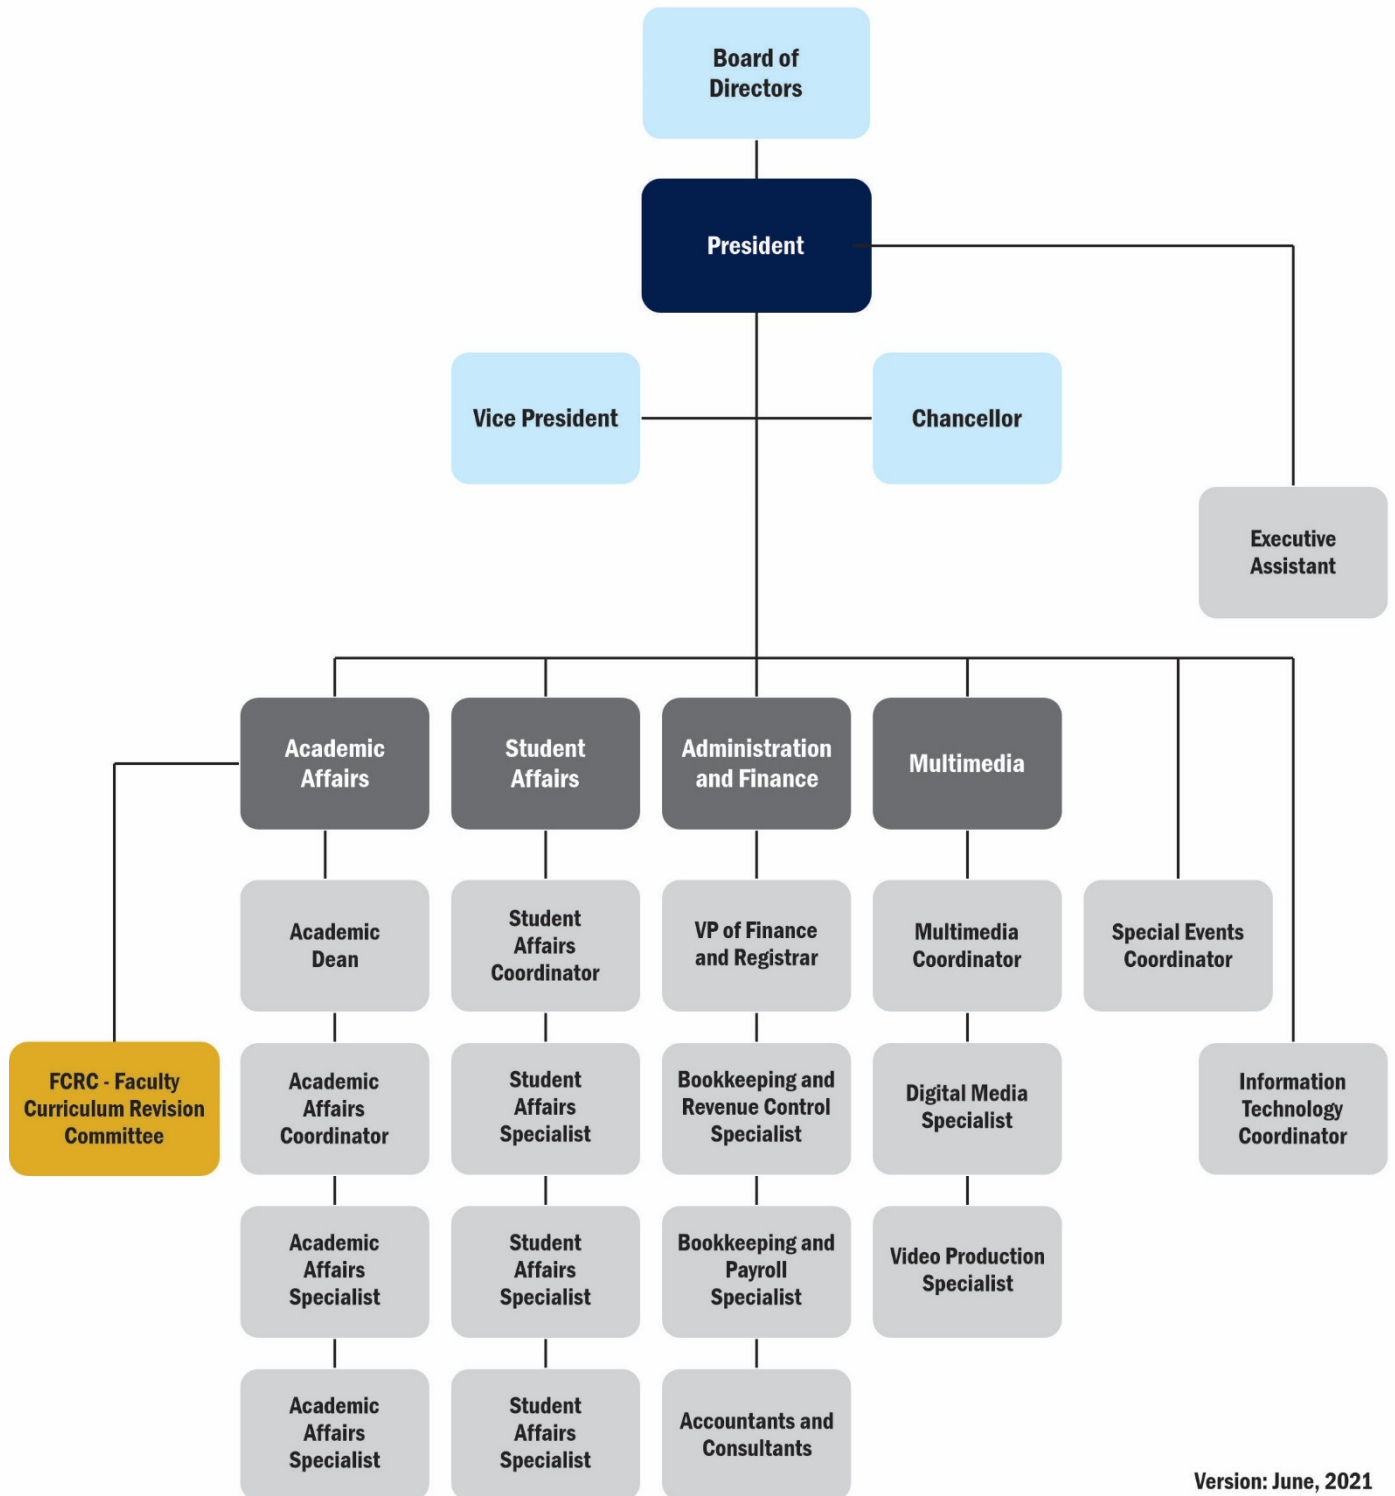 Board of
Directors
President
Vice President
Chancellor
Executive
Assistant
Academic
Affairs
Student
Affairs
Administration
and Finance
Multimedia
Academic
Dean
Student
Affairs
Coordinator
VP of Finance
and Registrar
Multimedia
Coordinator
Special Events
Coordinator
FCRC - Faculty
Curriculum Revision
Committee
Academic
Affairs
Coordinator
Student
Affairs
Specialist
Bookkeeping and
Revenue Control
Specialist
Digital Media
Specialist
Information
Technology
Coordinator
Academic
Affairs
Specialist
Student
Affairs
Specialist
Bookkeeping and
Payroll
Specialist
Video Production
Specialist
Academic
Affairs
Specialist
Student
Affairs
Specialist
Accountants and
Consultants
Version: June, 2021